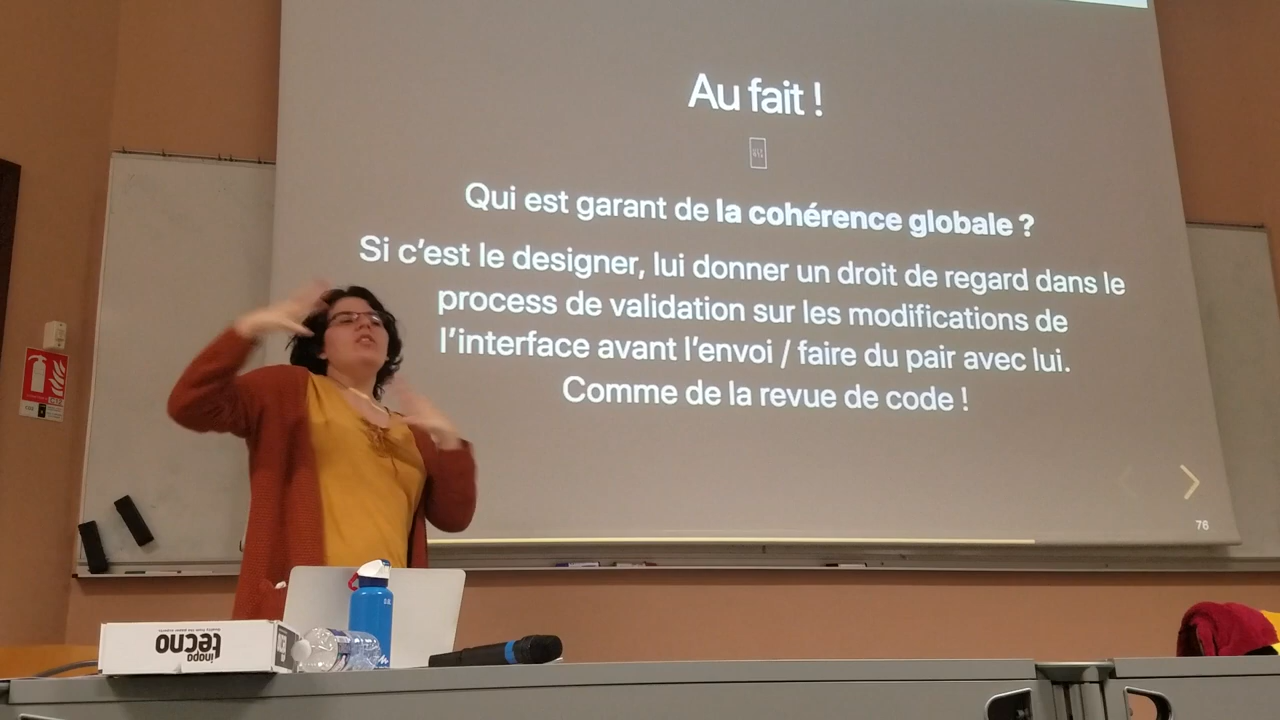 Au fait !
Qui est garant de la cohérence globale ?
Si c’est le designer, lui donner un droit de regard dans le
process de validation sur les modifications de
l’interface avant l’envoi / faire du pair avec lui.
Comme de la revue de code !
76
inapa
tecno